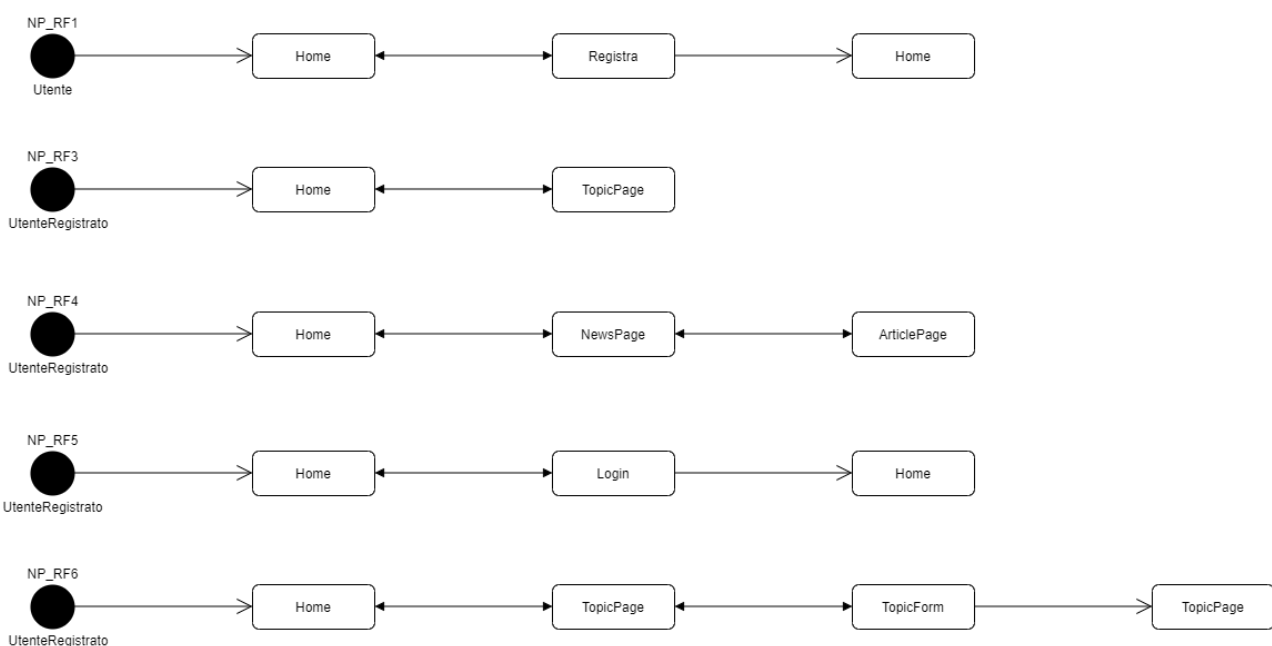 NP_RF1
Home
Registra
Home
Utente
NP_RF3
Home
TopicPage
UtenteRegistrato
NP_RF4
Home
NewsPage
ArticlePage
UtenteRegistrato
NP_RF5
Home
Login
Home
UtenteRegistrato
NP_RF6
Home
TopicPage
TopicForm
TopicPage
UtenteRegistrato